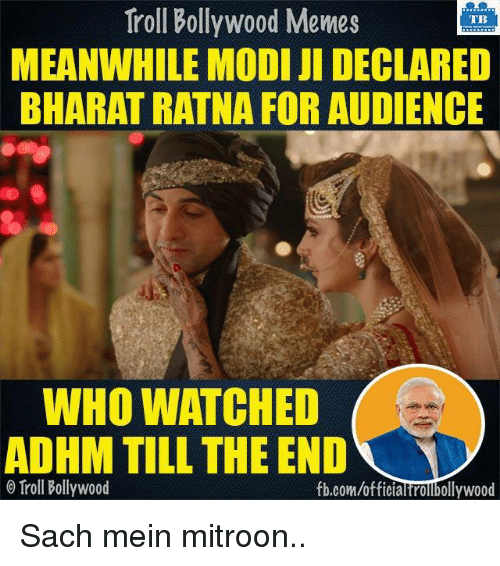 Troll Bollywood Memes
TB
MEANWHILE MODI JI DECLARED
BHARAT RATNA FOR AUDIENCE
WHO WATCHED
ADHM TILL THE END
© Troll Bollywood
fb.com/officialtrollbollywood
Sach mein mitroon..